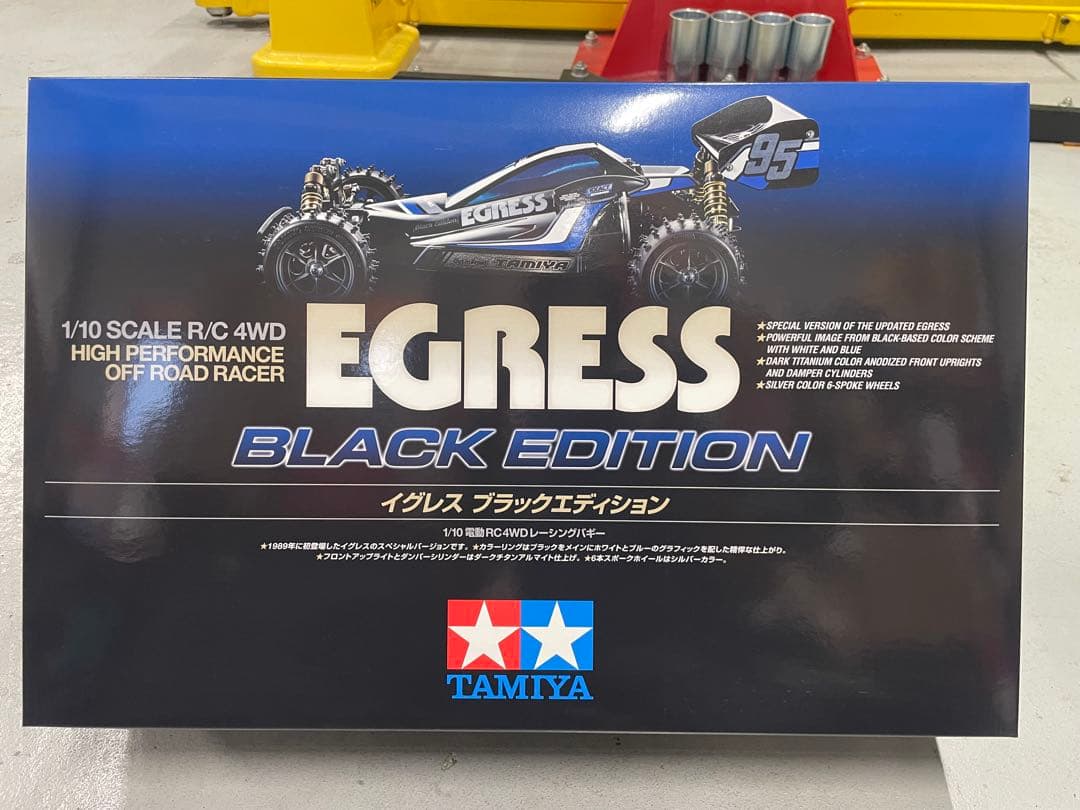 95
EXACT
EGRESS
Black Edition
TAMIYA
1/10 SCALE R/C 4WD
HIGH PERFORMANCE
OFF ROAD RACER
EGRESS
★SPECIAL VERSION OF THE UPDATED EGRESS
★POWERFUL IMAGE FROM BLACK-BASED COLOR SCHEME
WITH WHITE AND BLUE
★DARK TITANIUM COLOR ANODIZED FRONT UPRIGHTS
AND DAMPER CYLINDERS
★SILVER COLOR 6-SPOKE WHEELS
BLACK EDITION
イグレス ブラックエディション
1/10 電動RC4WDレーシングバギー
★1989年に初登場したイグレスのスペシャルバージョンです。★カラーリングはブラックをメインにホワイトとブルーのグラフィックを配した精悍な仕上がり。
★フロントアップライトとダンパーシリンダーはダークチタンアルマイト仕上げ。★6本スポークホイールはシルバーカラー。
TAMIYA